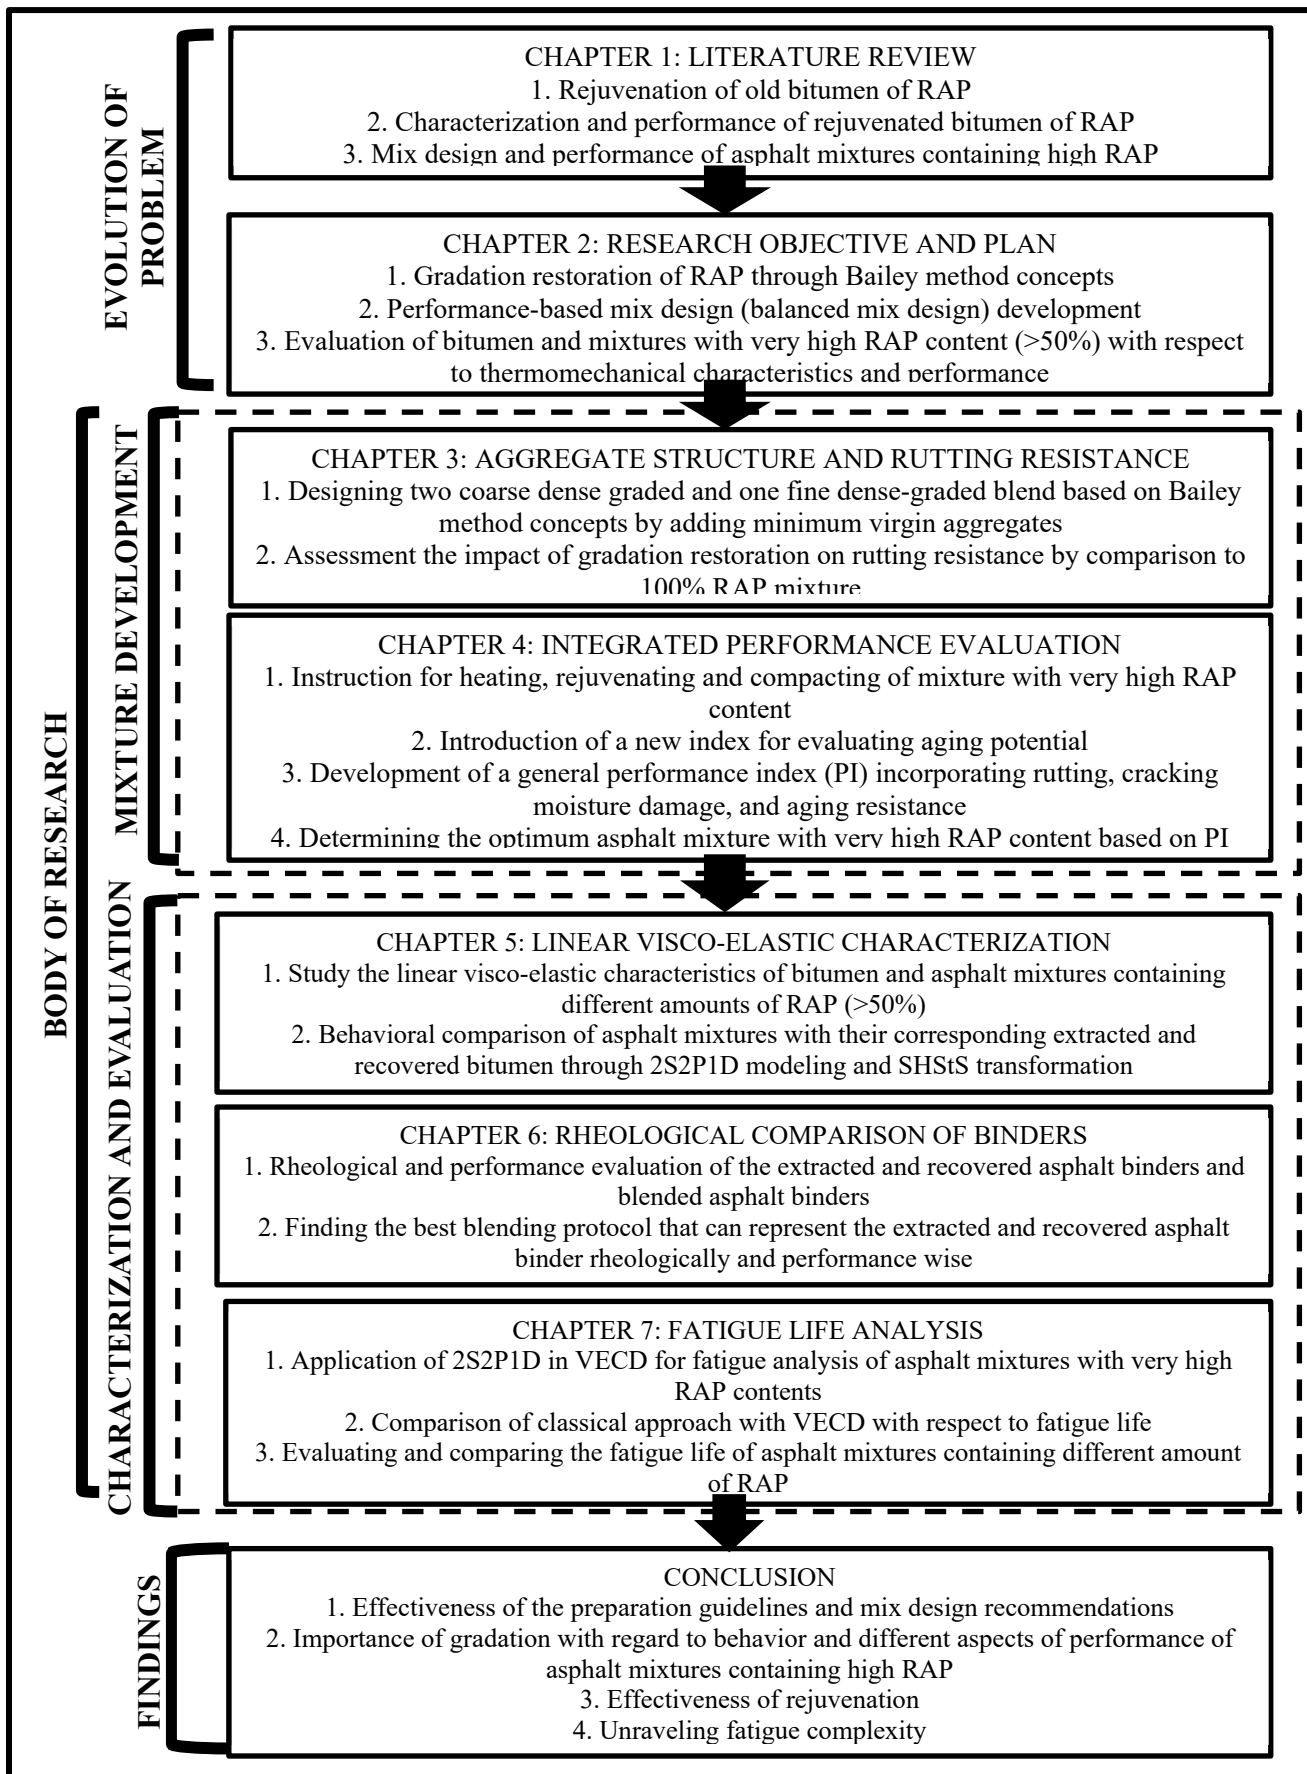 EVOLUTION OF
PROBLEM
CHAPTER 1: LITERATURE REVIEW
1. Rejuvenation of old bitumen of RAP
2. Characterization and performance of rejuvenated bitumen of RAP
3. Mix design and performance of asphalt mixtures containing high RAP
CHAPTER 2: RESEARCH OBJECTIVE AND PLAN
1. Gradation restoration of RAP through Bailey method concepts
2. Performance-based mix design (balanced mix design) development
3. Evaluation of bitumen and mixtures with very high RAP content (>50%) with respect
to thermomechanical characteristics and performance
BODY OF RESEARCH
MIXTURE DEVELOPMENT
CHAPTER 3: AGGREGATE STRUCTURE AND RUTTING RESISTANCE
1. Designing two coarse dense graded and one fine dense-graded blend based on Bailey
method concepts by adding minimum virgin aggregates
2. Assessment the impact of gradation restoration on rutting resistance by comparison to
100% RAP mixture
CHAPTER 4: INTEGRATED PERFORMANCE EVALUATION
1. Instruction for heating, rejuvenating and compacting of mixture with very high RAP
content
2. Introduction of a new index for evaluating aging potential
3. Development of a general performance index (PI) incorporating rutting, cracking
moisture damage, and aging resistance
4. Determining the optimum asphalt mixture with very high RAP content based on PI
CHARACTERIZATION AND EVALUATION
CHAPTER 5: LINEAR VISCO-ELASTIC CHARACTERIZATION
1. Study the linear visco-elastic characteristics of bitumen and asphalt mixtures containing
different amounts of RAP (>50%)
2. Behavioral comparison of asphalt mixtures with their corresponding extracted and
recovered bitumen through 2S2P1D modeling and SHStS transformation
CHAPTER 6: RHEOLOGICAL COMPARISON OF BINDERS
1. Rheological and performance evaluation of the extracted and recovered asphalt binders and
blended asphalt binders
2. Finding the best blending protocol that can represent the extracted and recovered asphalt
binder rheologically and performance wise
CHAPTER 7: FATIGUE LIFE ANALYSIS
1. Application of 2S2P1D in VECD for fatigue analysis of asphalt mixtures with very high
RAP contents
2. Comparison of classical approach with VECD with respect to fatigue life
3. Evaluating and comparing the fatigue life of asphalt mixtures containing different amount
of RAP
FINDINGS
CONCLUSION
1. Effectiveness of the preparation guidelines and mix design recommendations
2. Importance of gradation with regard to behavior and different aspects of performance of
asphalt mixtures containing high RAP
3. Effectiveness of rejuvenation
4. Unraveling fatigue complexity